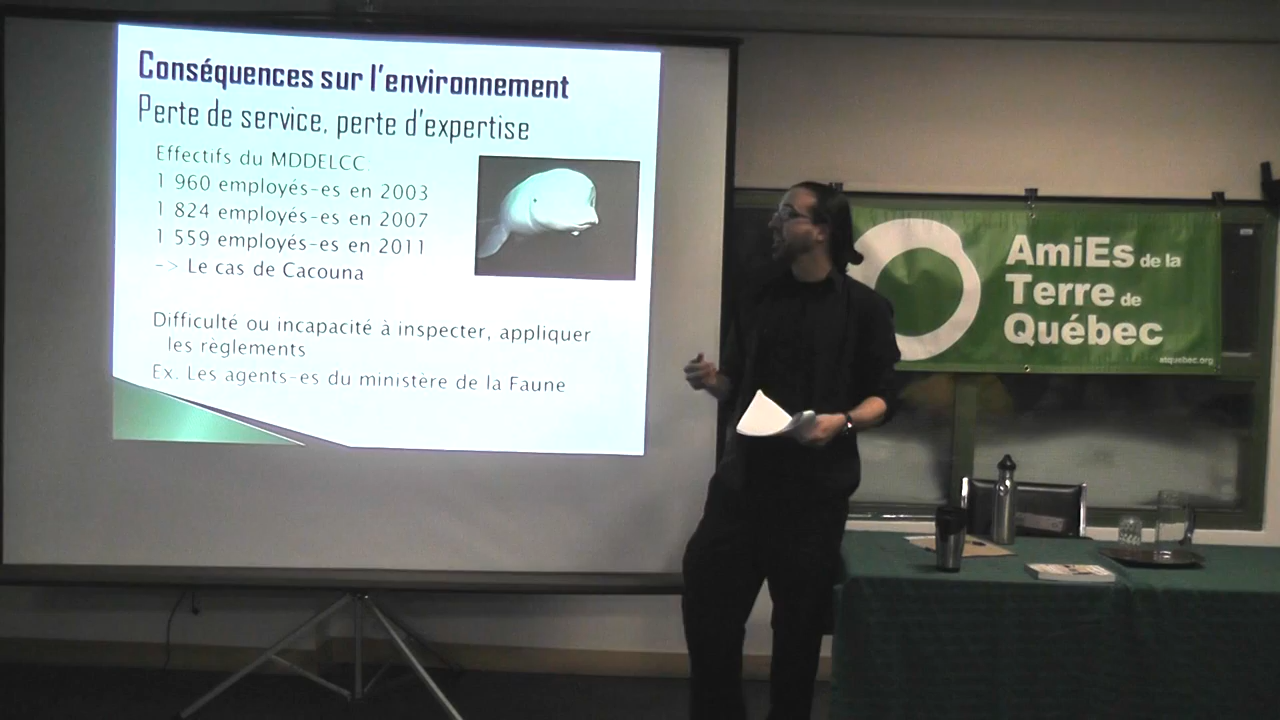 Conséquences sur l'environnement
Perte de service, perte d'expertise
Effectifs du MDDELCC.
1 960 employés-es en 2003
1 824 employés-es en 2007
1 559 employés-es en 2011
-> Le cas de Cacouna
Difficulté ou incapacité à inspecter, appliquer
les règlements
Ex. Les agents-es du ministère de la Faune
AmiEs de la
Terre de
Québec
atquebec.org